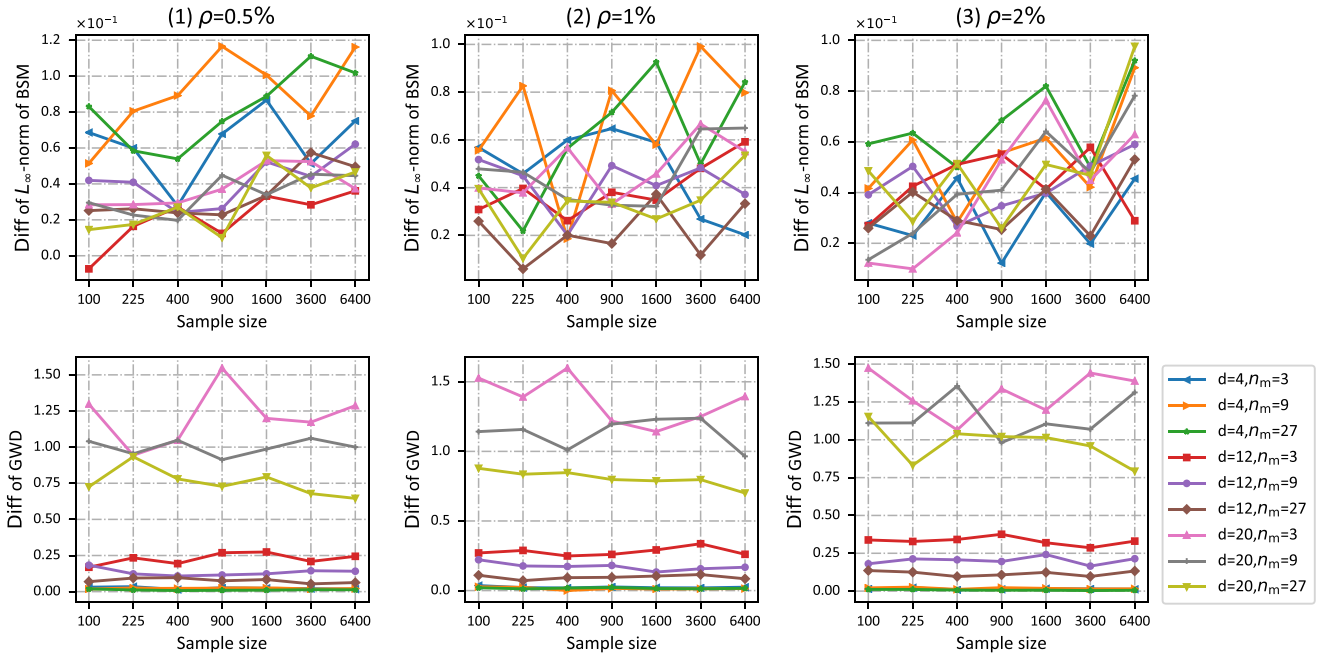 (1) ρ=0.5%
(2) ρ=1%
(3) ρ=2%
×10⁻¹
×10⁻¹
×10⁻¹
Diff of L∞-norm of BSM
1.2
1.0
0.8
0.6
0.4
0.2
0.0
100 225 400 900 1600 3600 6400
Sample size
Diff of L∞-norm of BSM
1.0
0.8
0.6
0.4
0.2
100 225 400 900 1600 3600 6400
Sample size
Diff of L∞-norm of BSM
1.0
0.8
0.6
0.4
0.2
100 225 400 900 1600 3600 6400
Sample size
Diff of GWD
1.50
1.25
1.00
0.75
0.50
0.25
0.00
100 225 400 900 1600 3600 6400
Sample size
Diff of GWD
1.5
1.0
0.5
0.0
100 225 400 900 1600 3600 6400
Sample size
Diff of GWD
1.50
1.25
1.00
0.75
0.50
0.25
0.00
100 225 400 900 1600 3600 6400
Sample size
d=4,nm=3
d=4,nm=9
d=4,nm=27
d=12,nm=3
d=12,nm=9
d=12,nm=27
d=20,nm=3
d=20,nm=9
d=20,nm=27